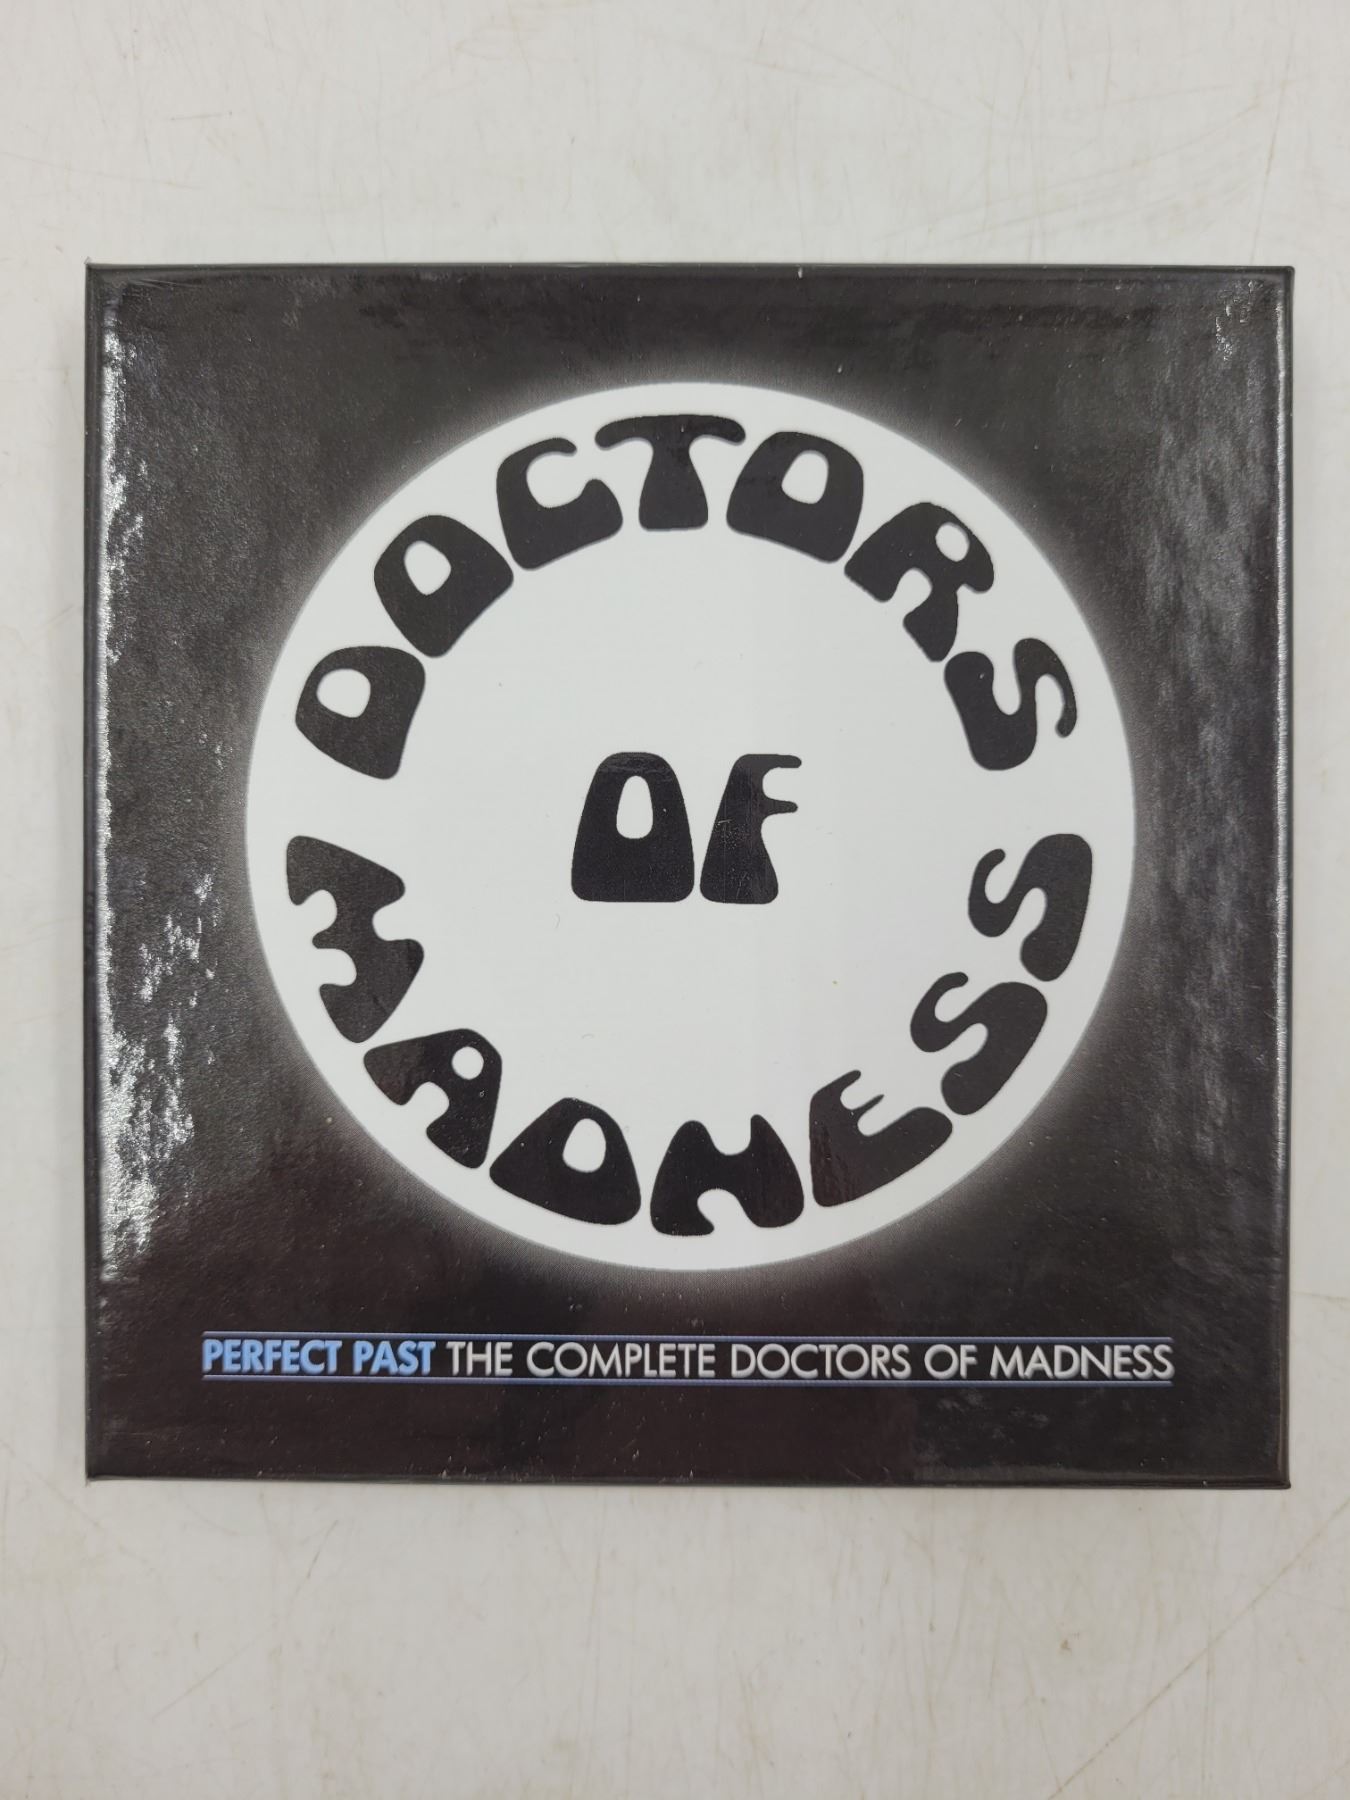 DOCTORS
OF
MADNESS
PERFECT PAST THE COMPLETE DOCTORS OF MADNESS